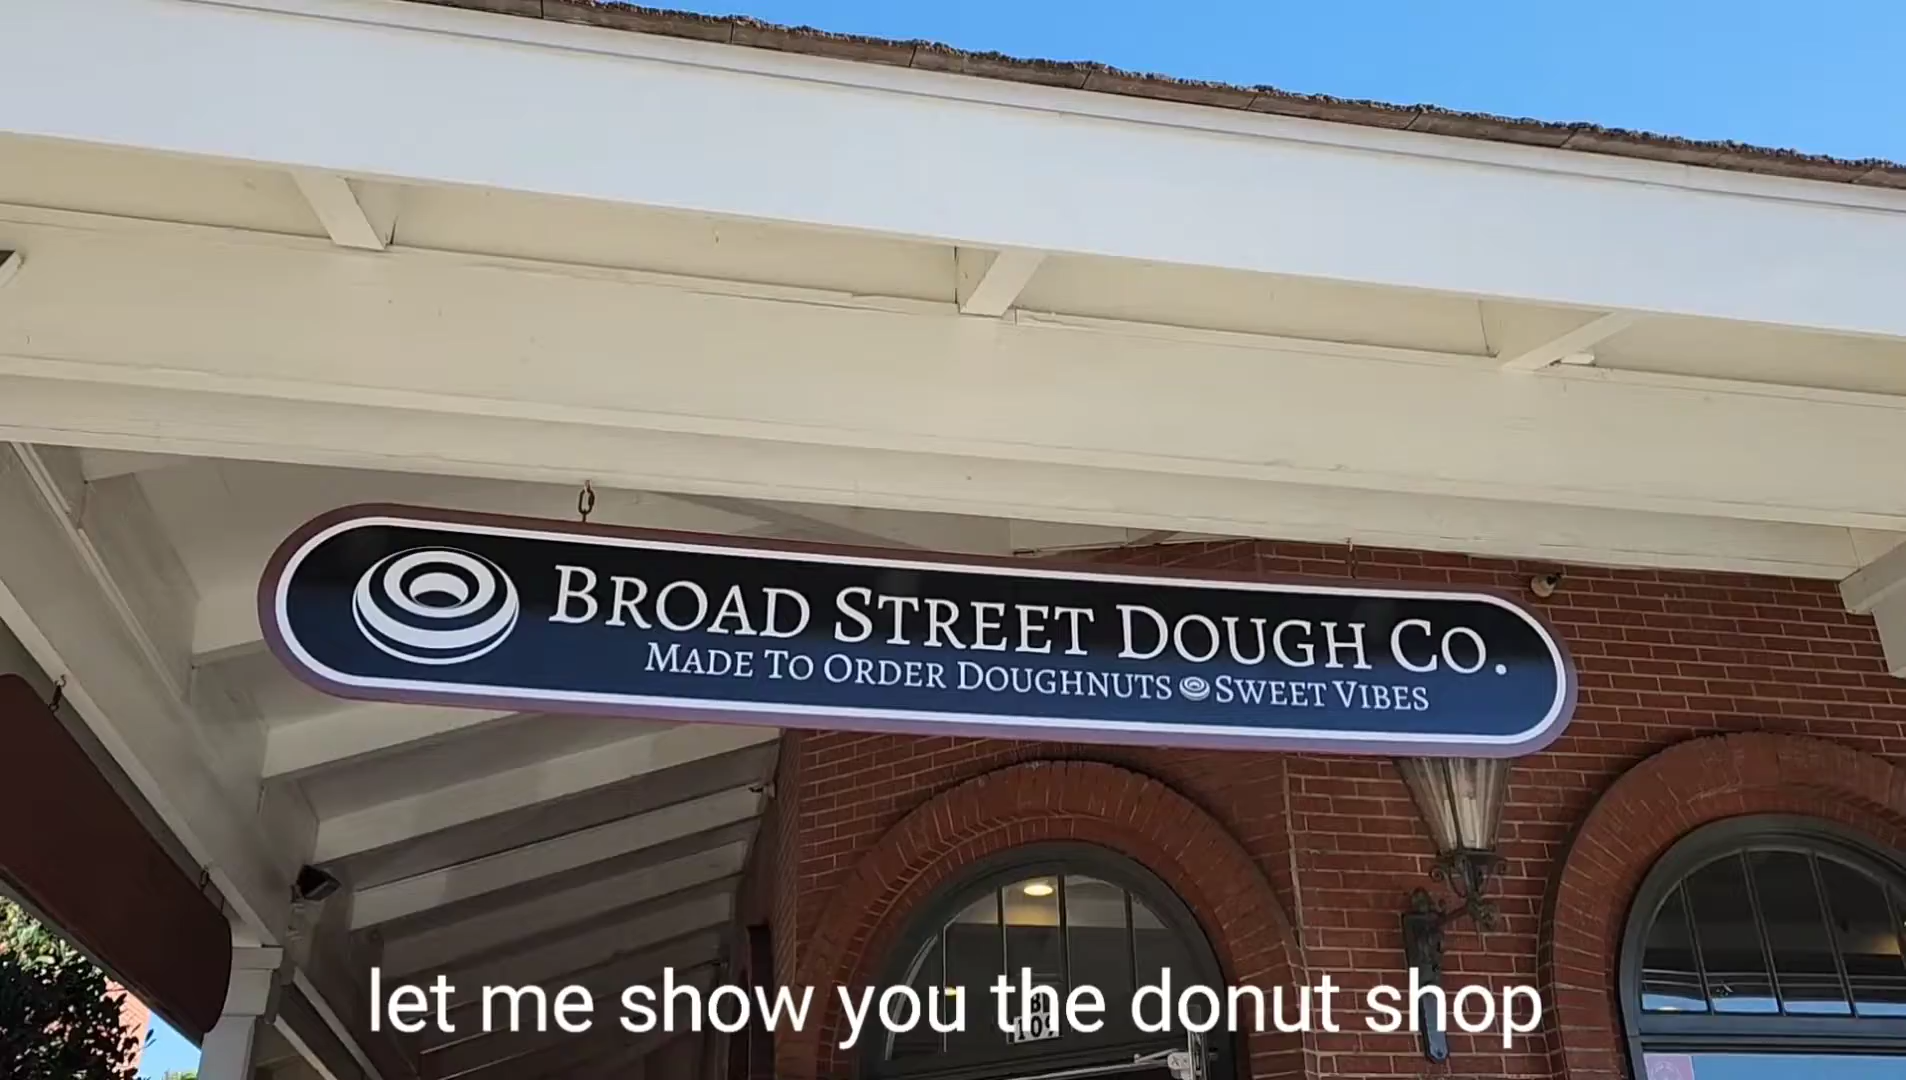 BROAD STREET DOUGH CO.
MADE TO ORDER DOUGHNUTS SWEET VIBES
let me show you the donut shop